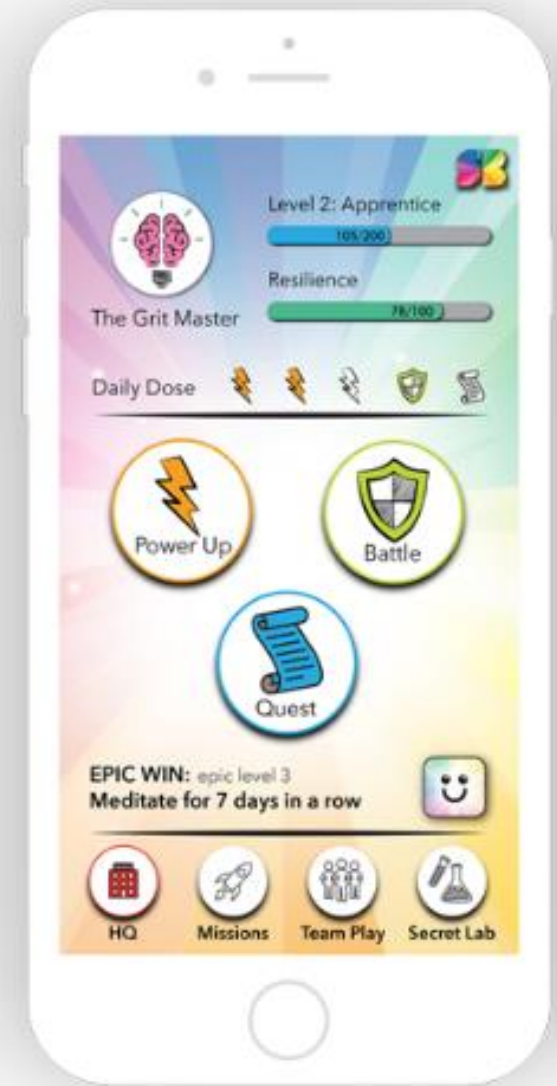 Level 2: Apprentice
105/200
Resilience
78/100
The Grit Master
Daily Dose
Power Up
Battle
Quest
EPIC WIN: epic level 3
Meditate for 7 days in a row
HQ Missions Team Play Secret Lab